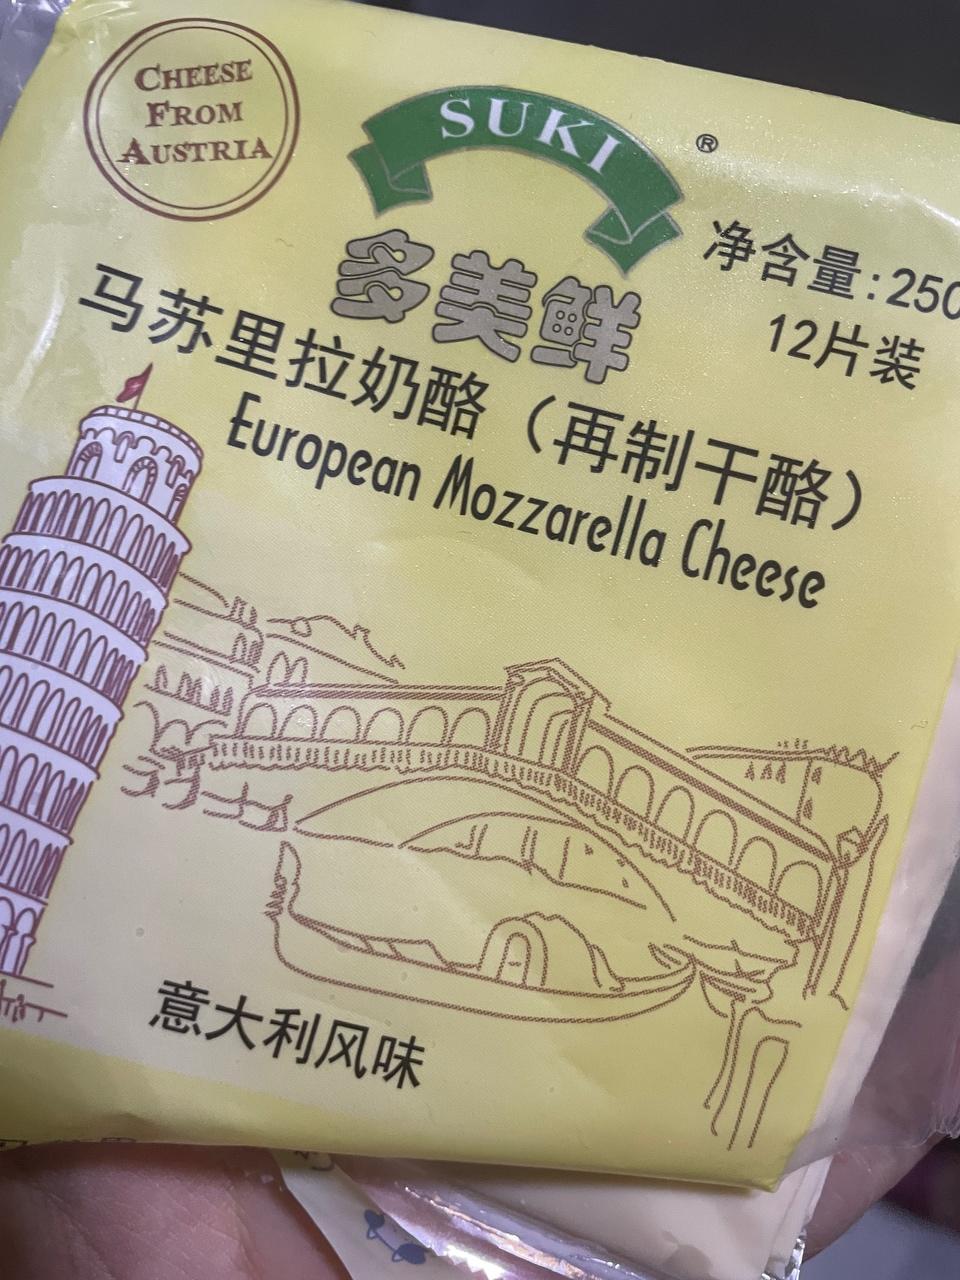 CHEESE
FROM
AUSTRIA
SUKI
®
多美鲜
净含量:250
12片装
马苏里拉奶酪（再制干酪）
European Mozzarella Cheese
意大利风味